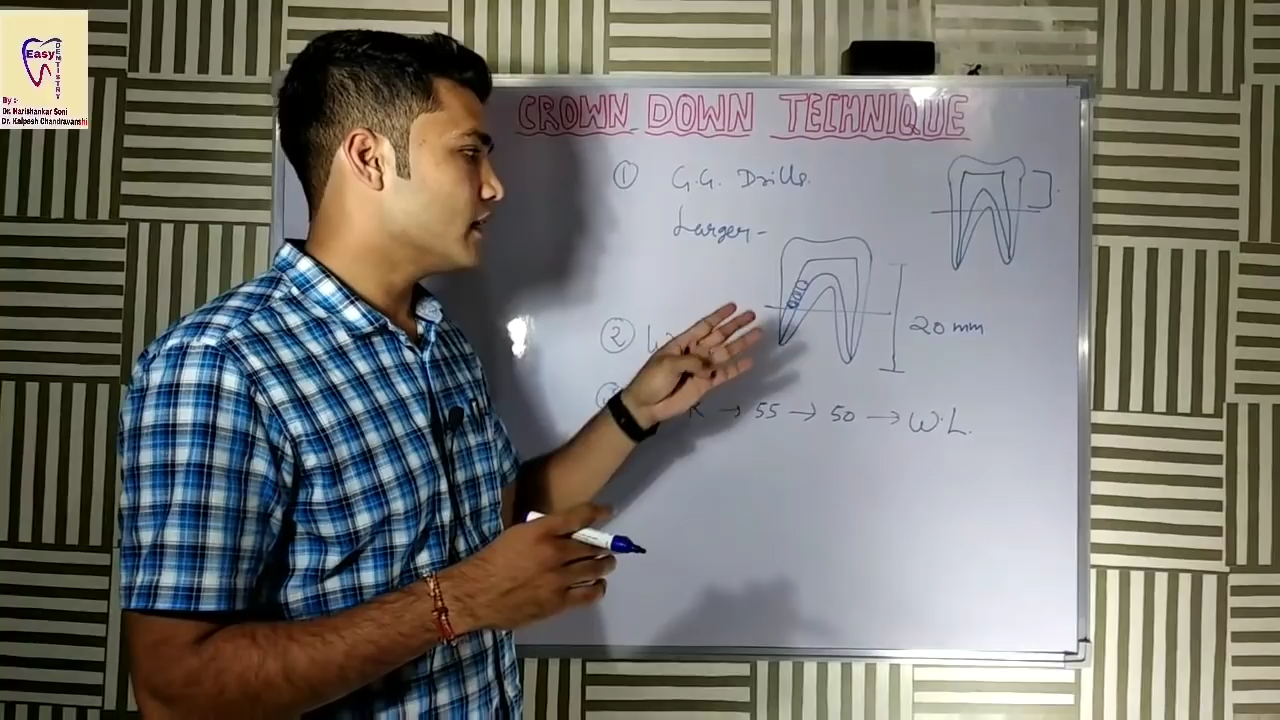 Easy
DENTISTRY
By :-
Dr. Harishankar Soni
Dr. Kalpesh Chandrawanshi
CROWN DOWN TECHNIQUE
① G.G. Drills.
Larger -
②
20 mm
K → 55 → 50 → W.L.